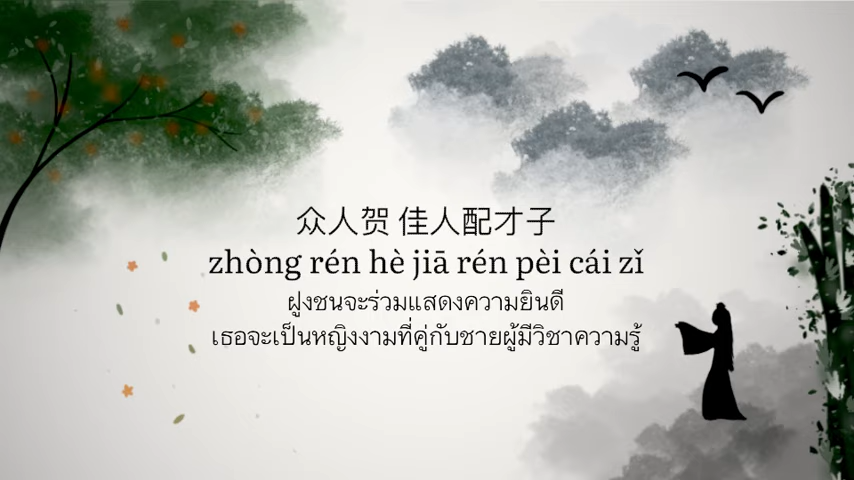 众人贺 佳人配才子
zhòng rén hè jiā rén pèi cái zǐ
ฝูงชนจะร่วมแสดงความยินดี
เธอจะเป็นหญิงงามที่คู่กับชายผู้มีวิชาความรู้